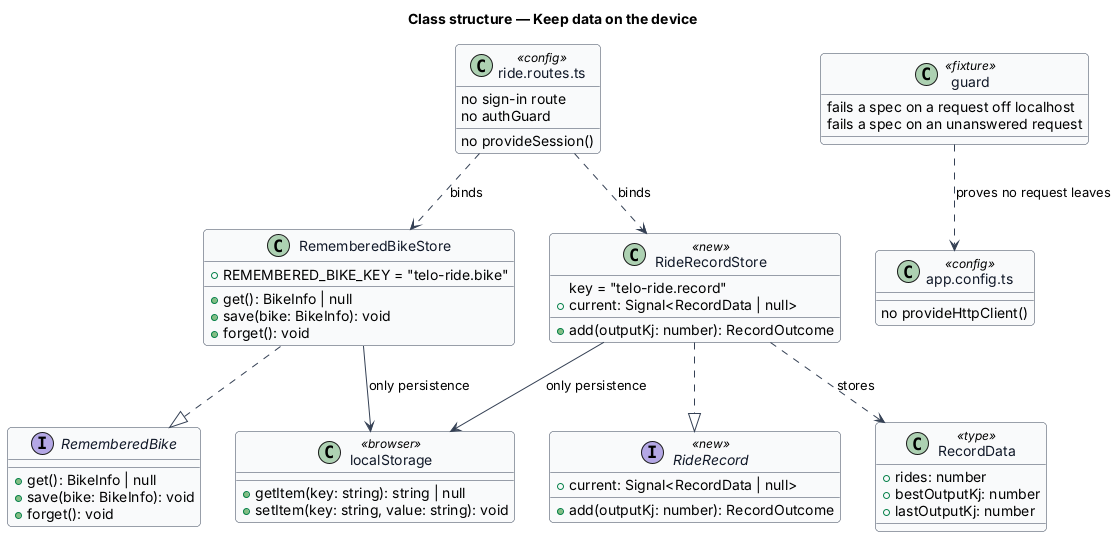 Class structure — Keep data on the device
C
«config»
ride.routes.ts
no sign-in route
no authGuard
no provideSession()
C
«fixture»
guard
fails a spec on a request off localhost
fails a spec on an unanswered request
binds
binds
proves no request leaves
C
RememberedBikeStore
REMEMBERED_BIKE_KEY = "telo-ride.bike"
get(): BikeInfo | null
save(bike: BikeInfo): void
forget(): void
C
«new»
RideRecordStore
key = "telo-ride.record"
current: Signal<RecordData | null>
add(outputKj: number): RecordOutcome
C
«config»
app.config.ts
no provideHttpClient()
only persistence
only persistence
stores
I
RememberedBike
get(): BikeInfo | null
save(bike: BikeInfo): void
forget(): void
C
«browser»
localStorage
getItem(key: string): string | null
setItem(key: string, value: string): void
I
«new»
RideRecord
current: Signal<RecordData | null>
add(outputKj: number): RecordOutcome
C
«type»
RecordData
rides: number
bestOutputKj: number
lastOutputKj: number